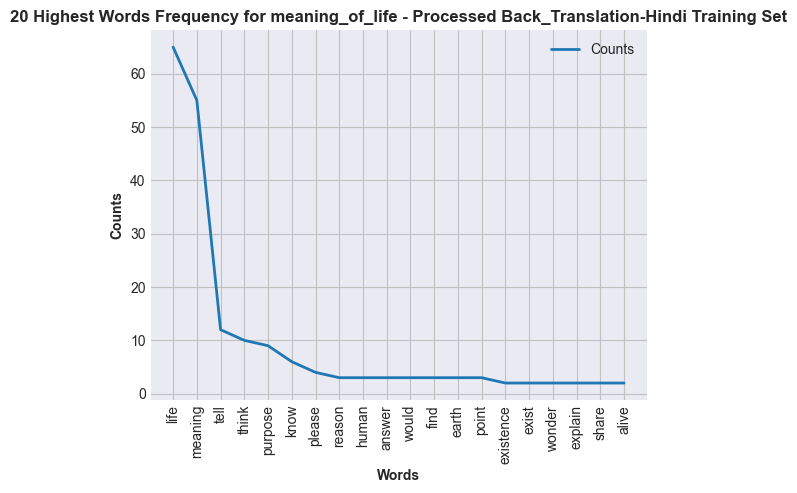 20 Highest Words Frequency for meaning_of_life - Processed Back_Translation-Hindi Training Set
Counts
60
50
40
30
20
10
0
Counts
life
meaning
tell
think
purpose
know
please
reason
human
answer
would
find
earth
point
existence
exist
wonder
explain
share
alive
Words